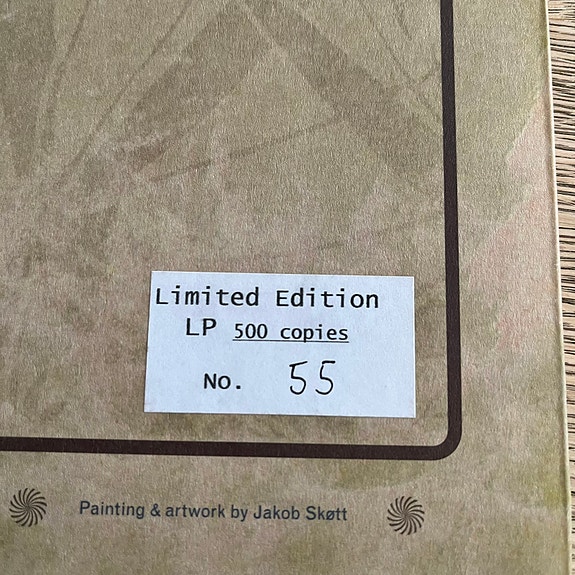 Limited Edition
LP 500 copies
No. 55
Painting & artwork by Jakob Skøtt